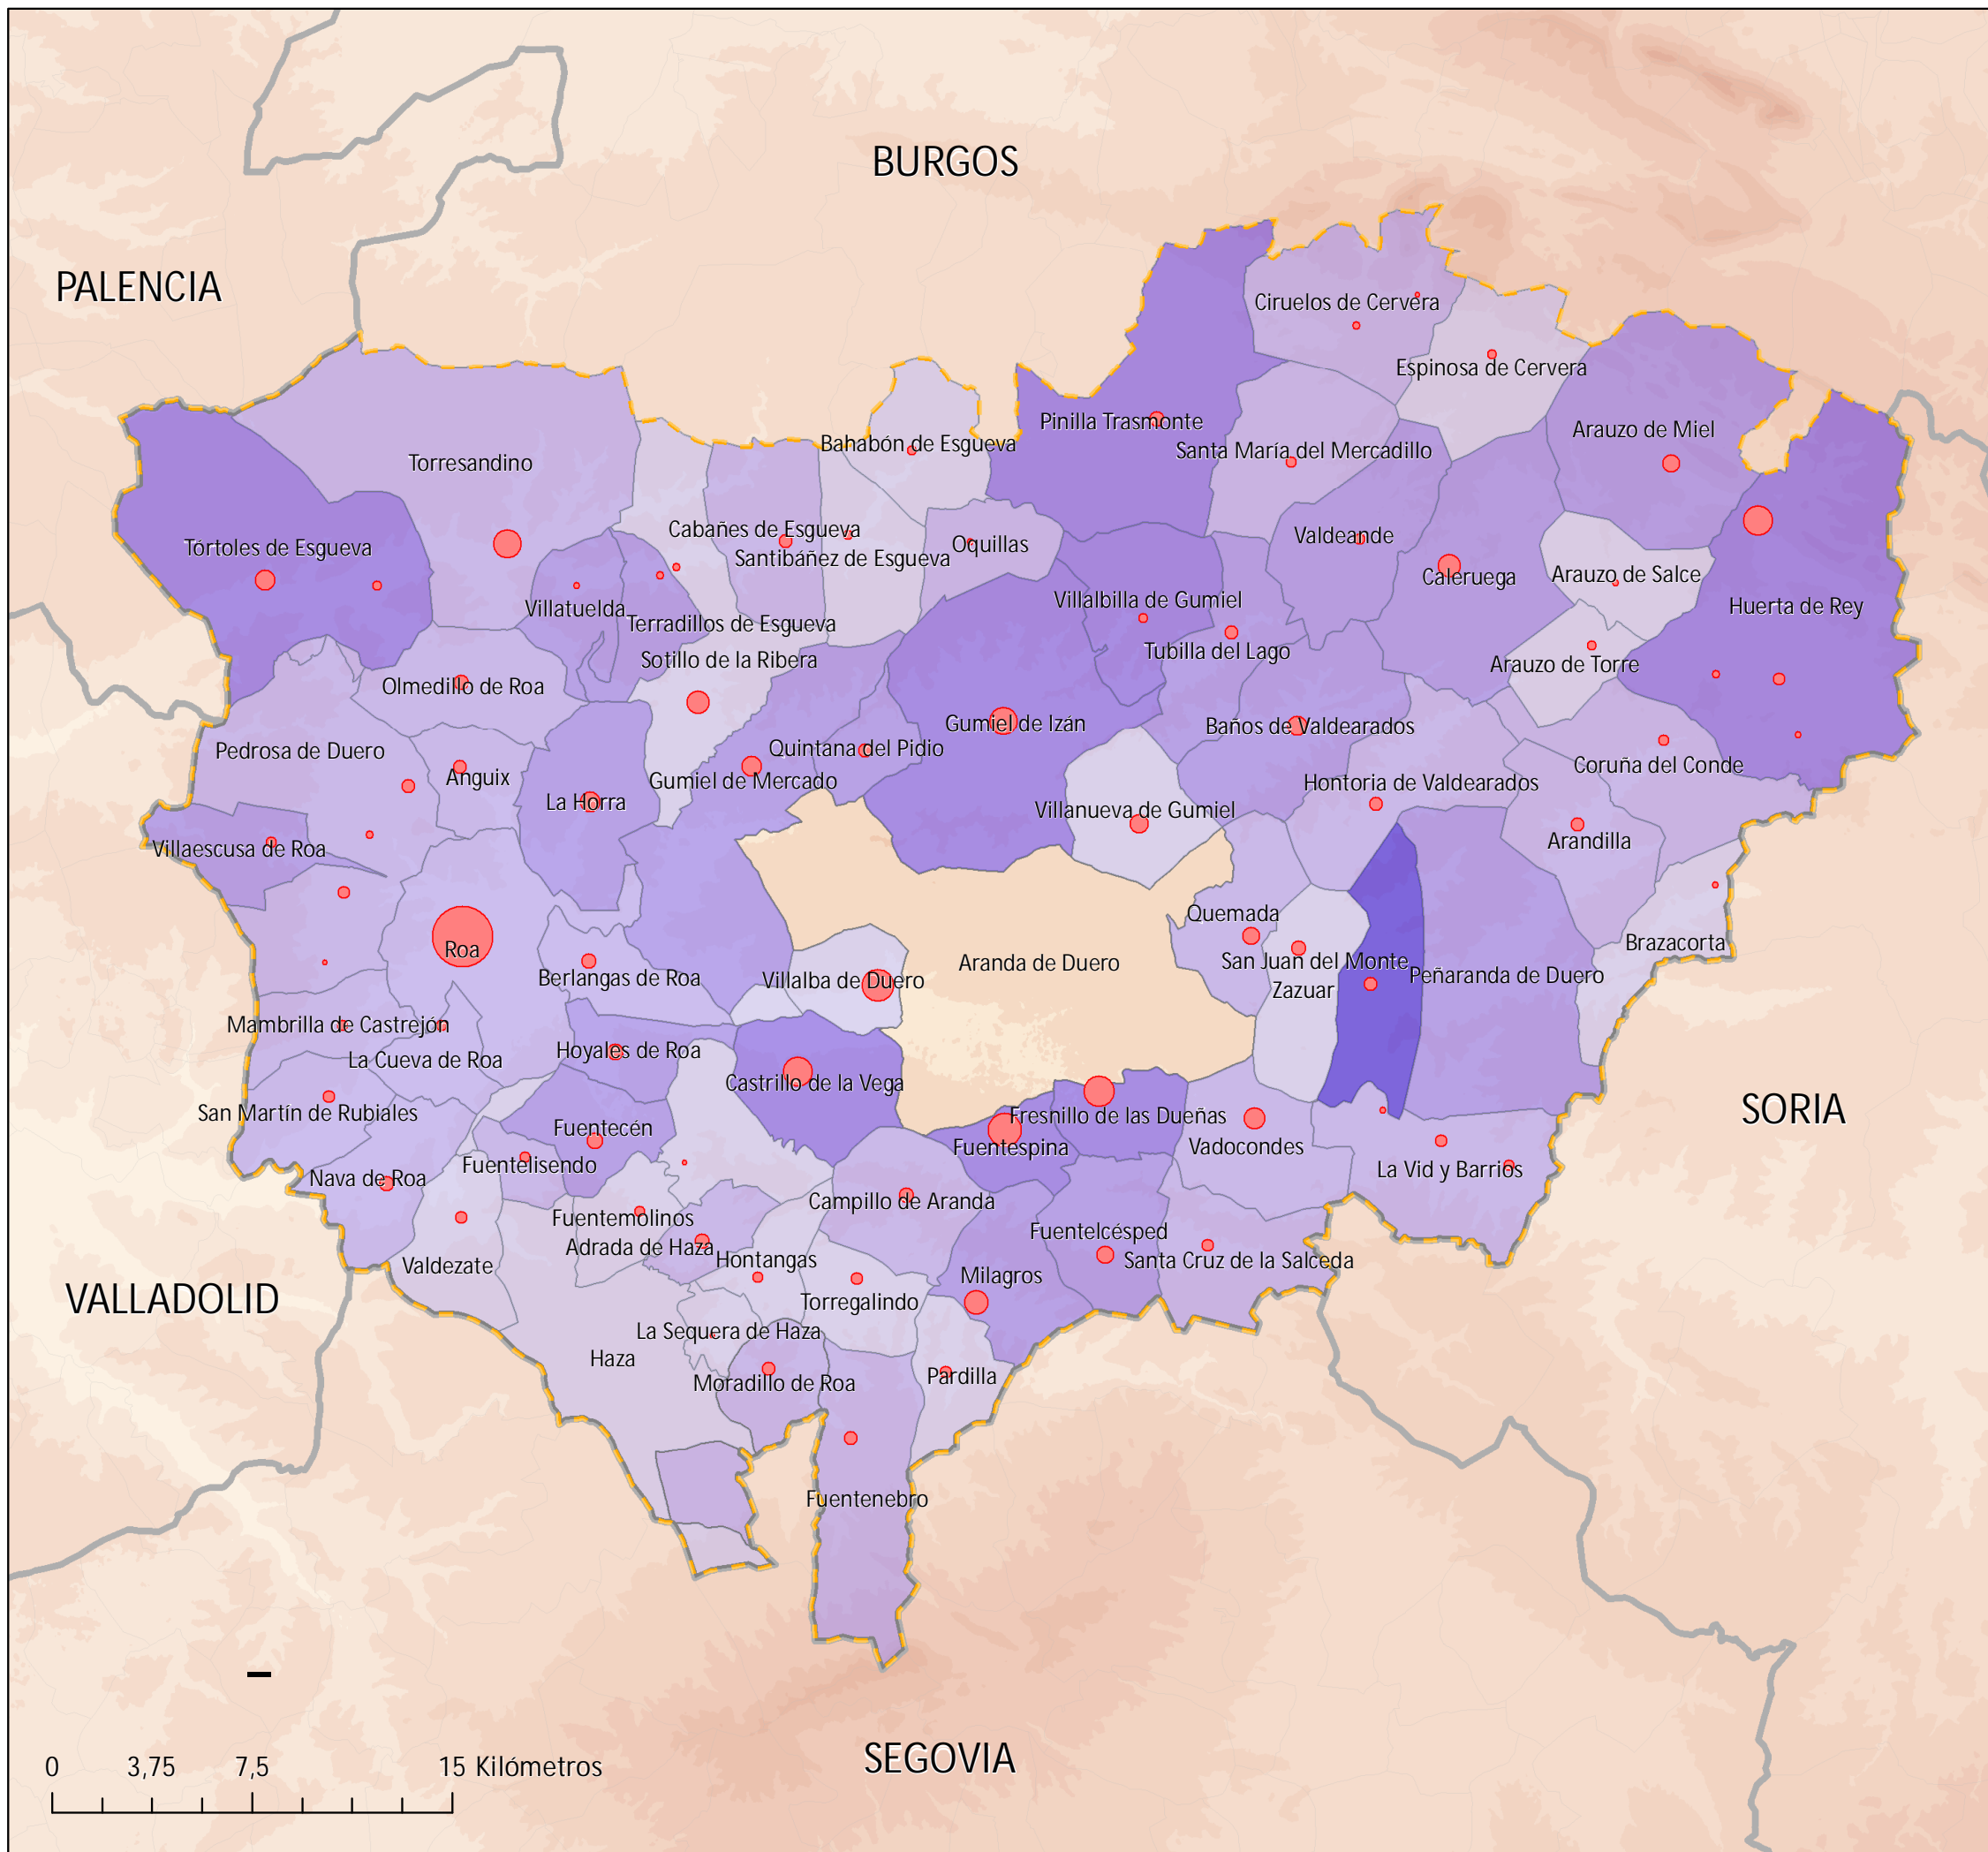 BURGOS
PALENCIA
Ciruelos de Cervera
Espinosa de Cervera
Pinilla Trasmonte
Arauzo de Miel
Bahabón de Esgueva
Santa María del Mercadillo
Torresandino
Cabañes de Esgueva
Valdeande
Oquillas
Tórtoles de Esgueva
Santibáñez de Esgueva
Arauzo de Salce
Caleruega
Villalbilla de Gumiel
Huerta de Rey
Villatuelda
Terradillos de Esgueva
Tubilla del Lago
Sotillo de la Ribera
Arauzo de Torre
Olmedillo de Roa
Gumiel de Izán
Baños de Valdearados
Quintana del Pidio
Pedrosa de Duero
Coruña del Conde
Anguix
Gumiel de Mercado
Hontoria de Valdearados
La Horra
Villanueva de Gumiel
Arandilla
Villaescusa de Roa
Quemada
Brazacorta
Roa
San Juan del Monte
Aranda de Duero
Peñaranda de Duero
Berlangas de Roa
Villalba de Duero
Zazuar
Mambrilla de Castrejón
Hoyales de Roa
La Cueva de Roa
Castrillo de la Vega
SORIA
San Martín de Rubiales
Fresnillo de las Dueñas
Fuentecén
Fuentespina
Vadocondes
Fuentelisendo
La Vid y Barrios
Nava de Roa
Campillo de Aranda
Fuentemolinos
Fuentelcésped
Adrada de Haza
Hontangas
Santa Cruz de la Salceda
Valdezate
Milagros
VALLADOLID
Torregalindo
La Sequera de Haza
Haza
Pardilla
Moradillo de Roa
Fuentenebro
SEGOVIA
0 3,75 7,5 15 Kilómetros